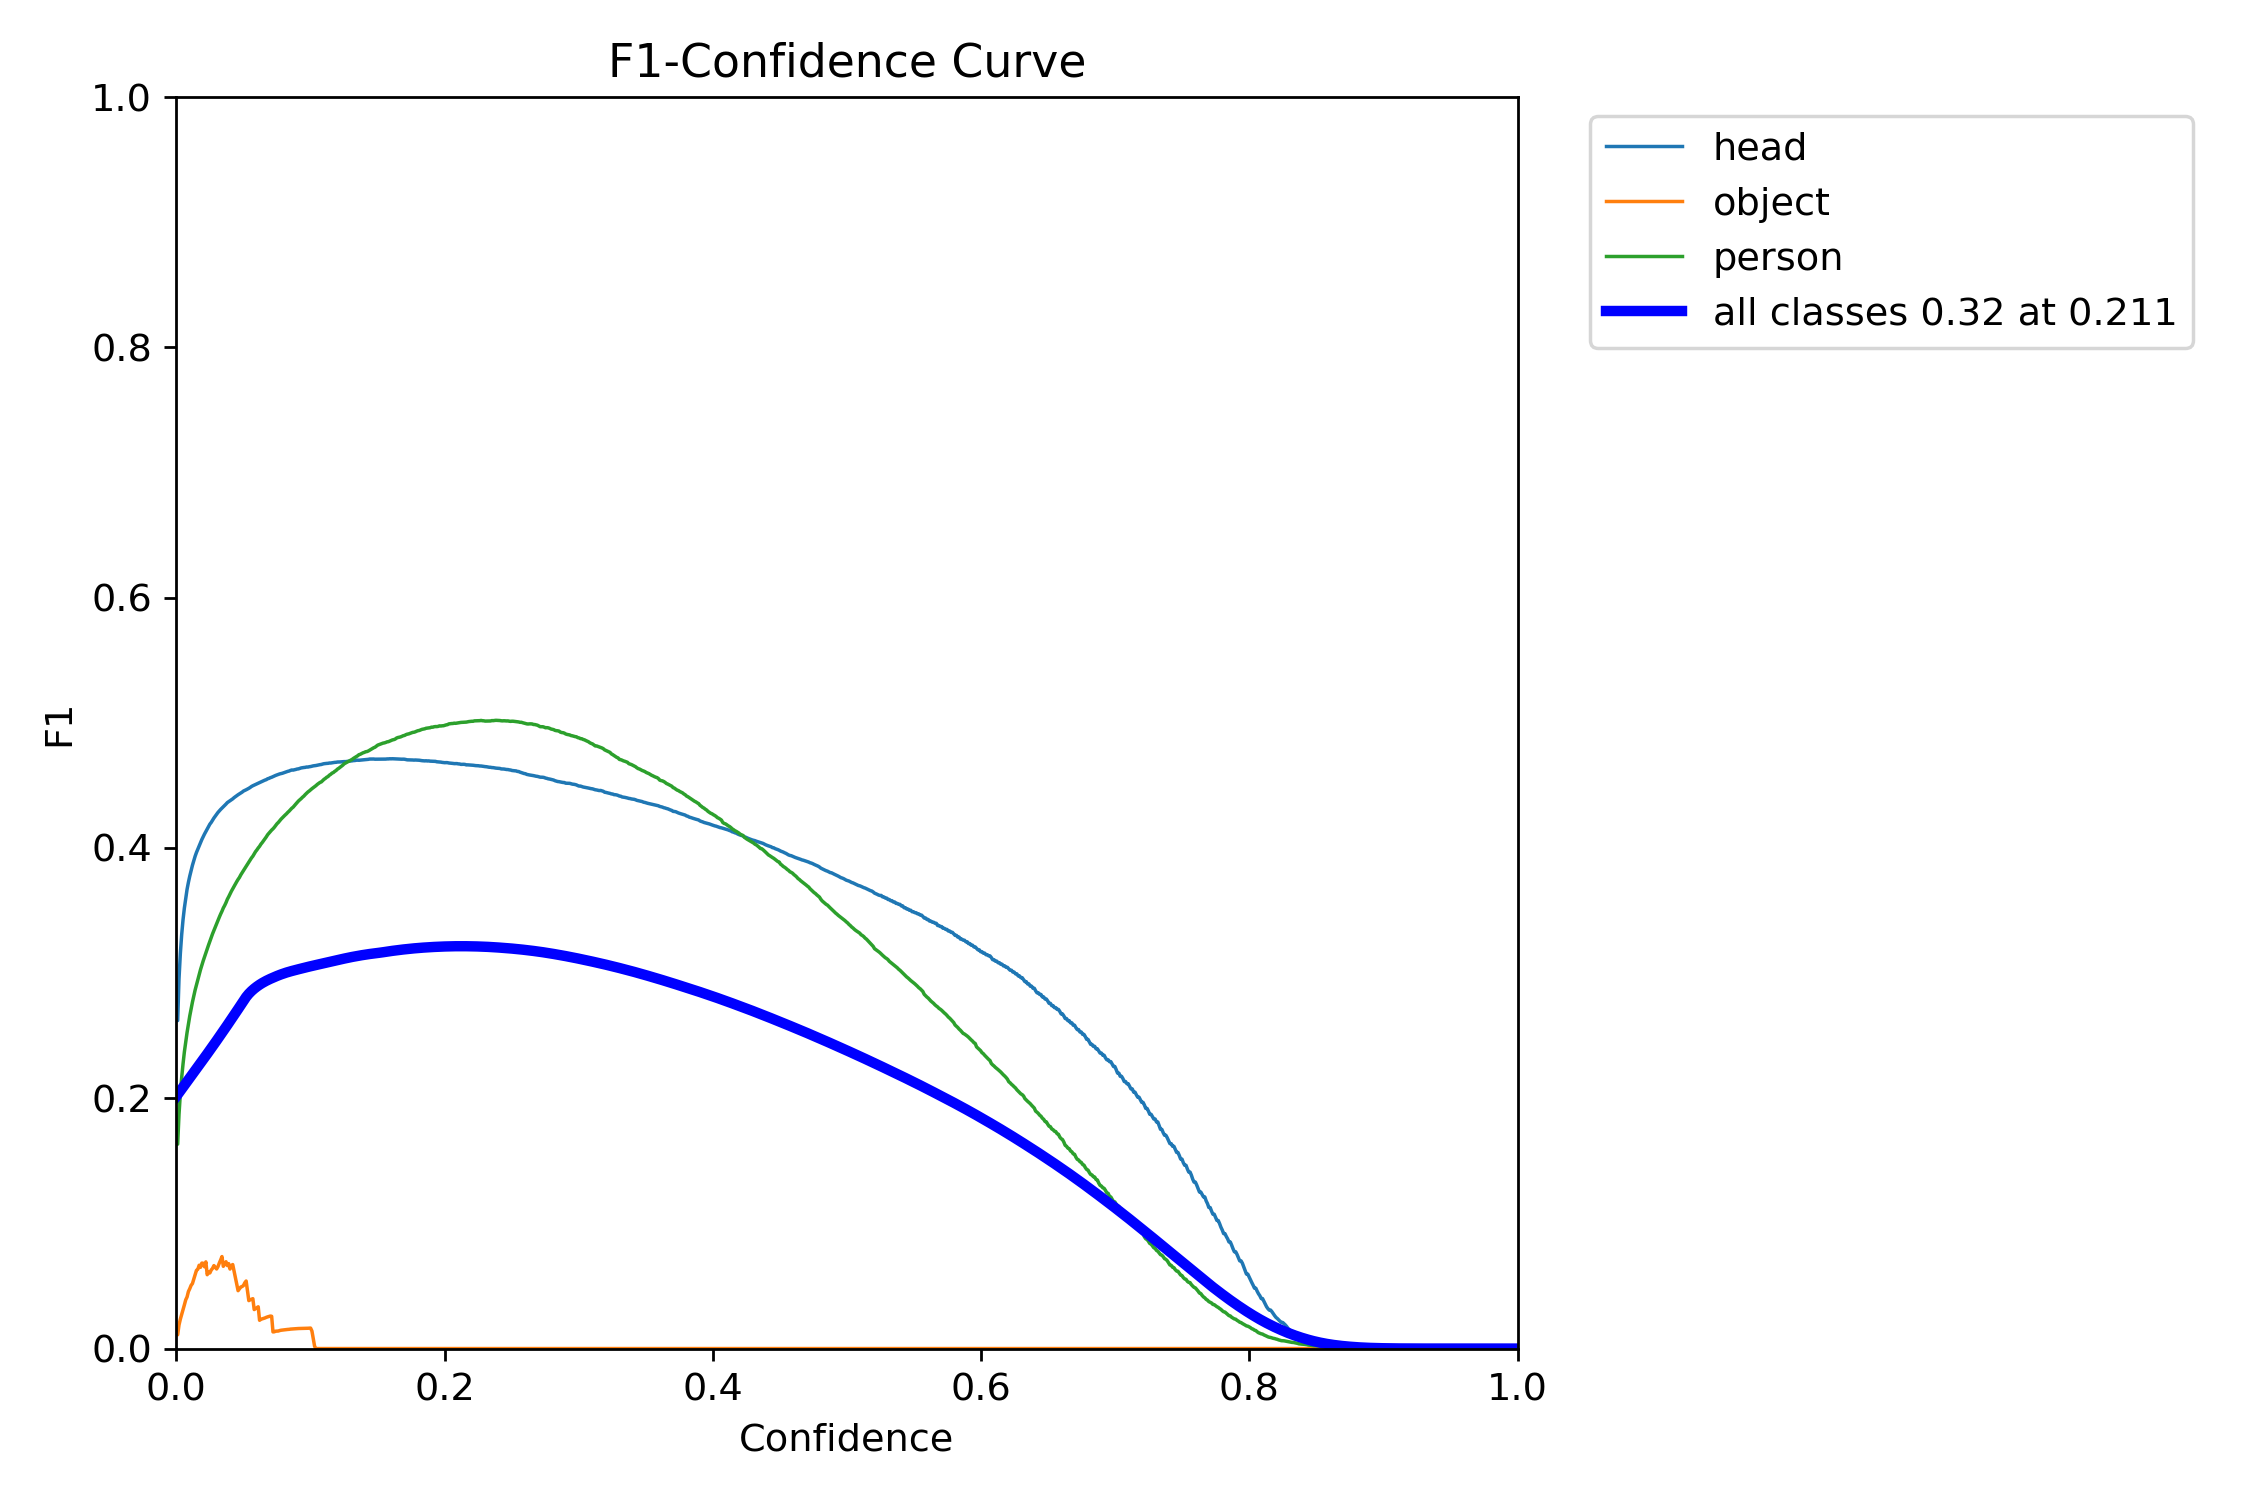 F1-Confidence Curve
1.0
0.8
0.6
0.4
0.2
0.0
F1
0.0 0.2 0.4 0.6 0.8 1.0
Confidence
head
object
person
all classes 0.32 at 0.211